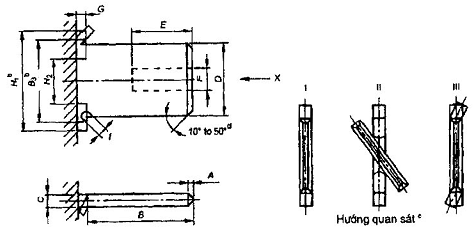 G
E
H₁ᵇ
B₃ᵇ
H₂
F
D
X
f
10° to 50°ᵈ
A
C
B
I
II
III
Hướng quan sát ᶜ